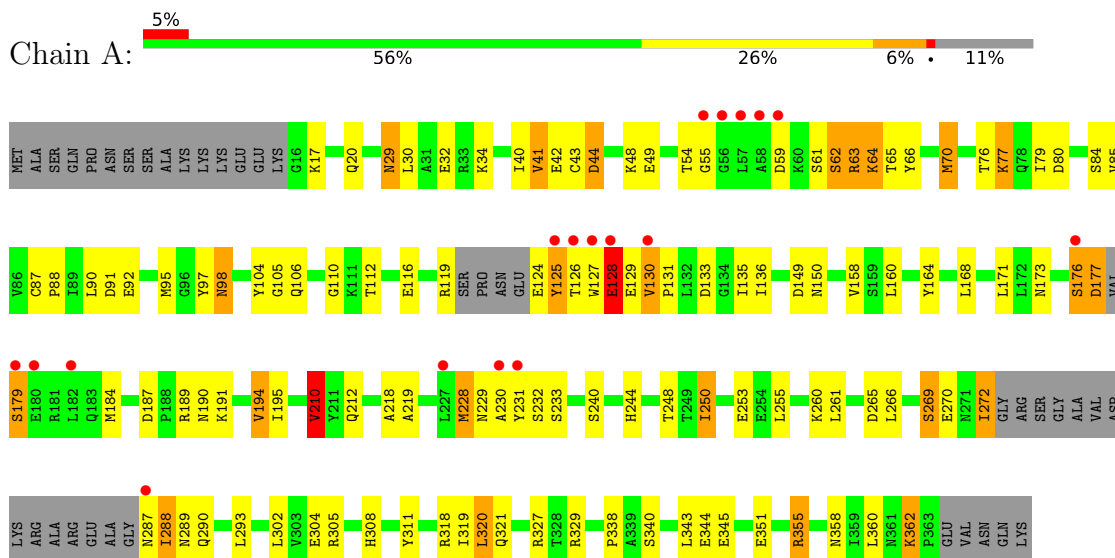 5%
Chain A:
56% 26% 6% • 11%
MET ALA SER GLN PRO ASN SER SER ALA LYS LYS LYS GLU GLU LYS G16 K17 Q20 N29 L30 A31 E32 R33 K34 I40 V41 E42 C43 D44 K48 E49 T54 G55 G56 L57 A58 D59 K60 S61 S62 R63 K64 T65 Y66 M70 T76 K77 Q78 I79 D80 S84 V85
V86 C87 P88 I89 L90 D91 E92 M95 G96 Y97 N98 Y104 G105 Q106 G110 K111 T112 E116 R119 SER PRO ASN GLU E124 Y125 T126 W127 E128 E129 V130 P131 L132 D133 G134 I135 I136 D149 N150 V158 S159 L160 Y164 L168 L171 L172 N173 S176 D177 VAL
S179 E180 R181 L182 Q183 M184 D187 P188 R189 N190 K191 V194 I195 V210 Y211 Q212 A218 A219 L227 M228 N229 A230 Y231 S232 S233 S240 H244 T248 T249 I250 E253 E254 L255 K260 L261 D265 L266 S269 E270 N271 I272 GLY ARG SER GLY ALA VAL ASP
LYS ARG ALA ALA ARG GLU ALA GLY N287 I288 N289 Q290 L293 L302 V303 E304 R305 H308 Y311 R318 I319 L320 Q321 R327 T328 R329 P338 A339 S340 L343 E344 E345 E351 R355 N358 I359 L360 N361 K362 P363 GLU VAL ASN GLN LYS